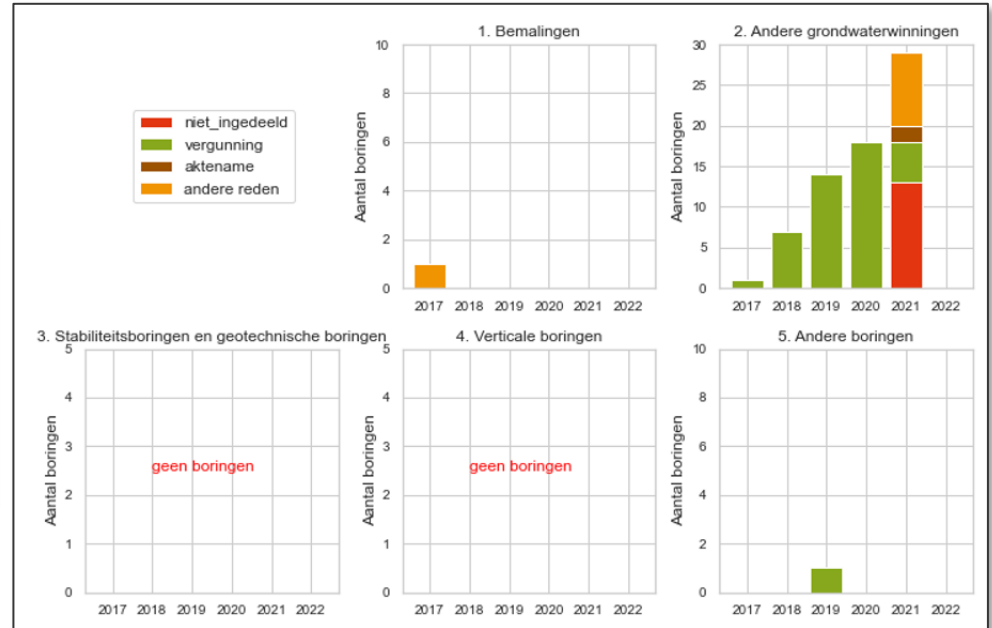 niet_ingedeeld
vergunning
aktename
andere reden
1. Bemalingen
Aantal boringen
10
8
6
4
2
0
2017 2018 2019 2020 2021 2022
2. Andere grondwaterwinningen
Aantal boringen
30
25
20
15
10
5
0
2017 2018 2019 2020 2021 2022
3. Stabiliteitsboringen en geotechnische boringen
Aantal boringen
5
4
3
geen boringen
2
1
0
2017 2018 2019 2020 2021 2022
4. Verticale boringen
Aantal boringen
5
4
3
geen boringen
2
1
0
2017 2018 2019 2020 2021 2022
5. Andere boringen
Aantal boringen
10
8
6
4
2
0
2017 2018 2019 2020 2021 2022